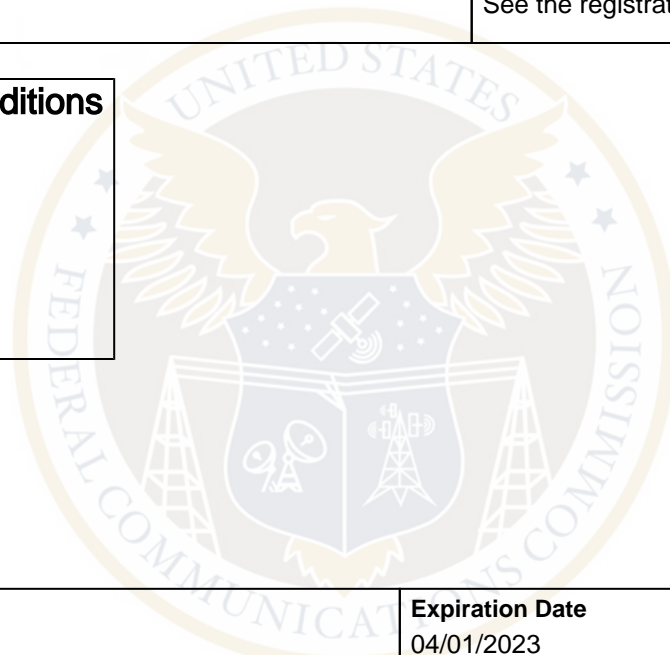 See the registrat
ditions
UNITED STATES
FEDERAL COMMUNICATIONS COMMISSION
Expiration Date
04/01/2023